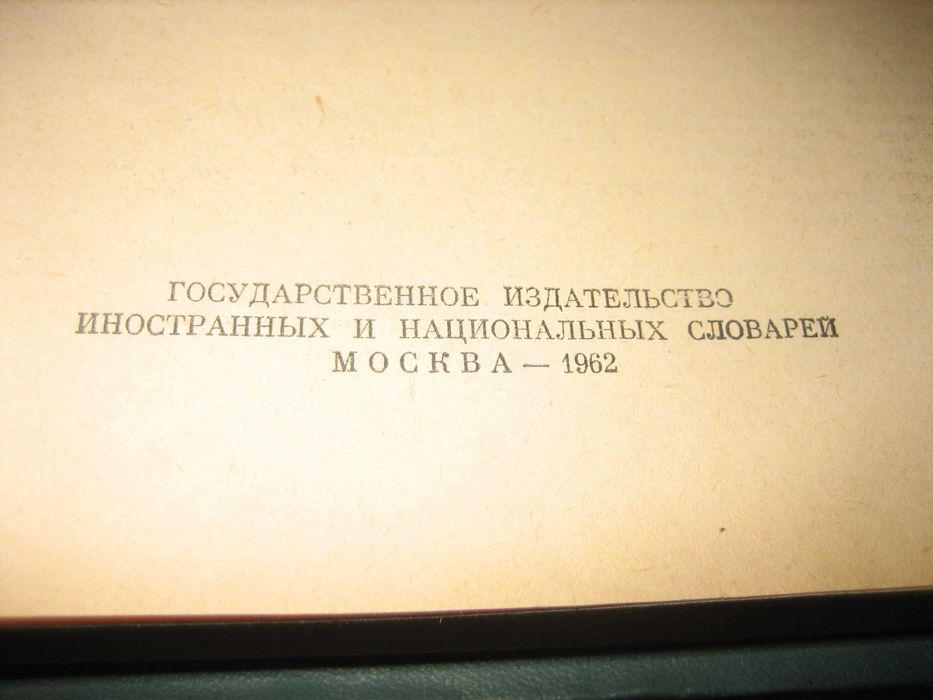 ГОСУДАРСТВЕННОЕ ИЗДАТЕЛЬСТВО
ИНОСТРАННЫХ И НАЦИОНАЛЬНЫХ СЛОВАРЕЙ
МОСКВА — 1962